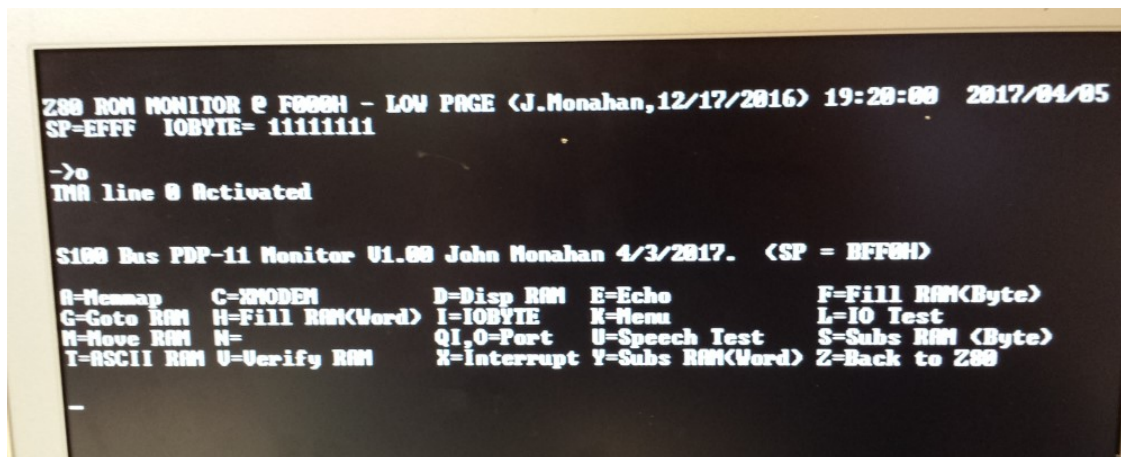 Z80 ROM MONITOR @ F000H - LOW PAGE (J.Monahan,12/17/2016) 19:20:00 2017/04/05
SP=EFFF IOBYTE= 11111111
->o
TMA line 0 Activated
S100 Bus PDP-11 Monitor V1.00 John Monahan 4/3/2017. (SP = BFF0H)
A=Memmap C=XMODEM D=Disp RAM E=Echo F=Fill RAM(Byte)
G=Goto RAM H=Fill RAM(Word) I=IOBYTE K=Menu L=IO Test
M=Move RAM N= QI,O=Port U=Speech Test S=Subs RAM (Byte)
T=ASCII RAM V=Verify RAM X=Interrupt Y=Subs RAM(Word) Z=Back to Z80